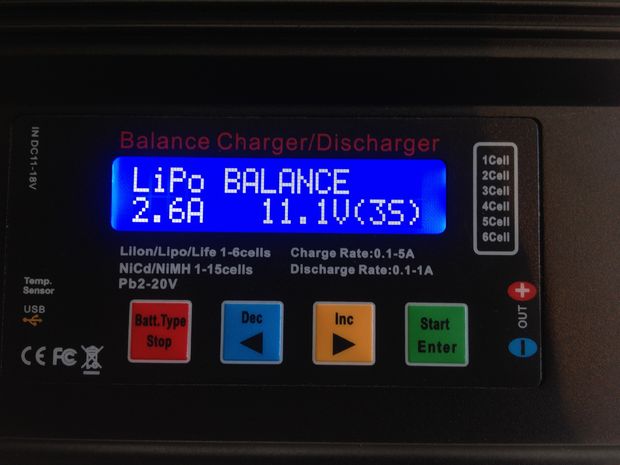 IN DC11-18V
Balance Charger/Discharger
LiPo BALANCE
2.6A 11.1V(3S)
1Cell
2Cell
3Cell
4Cell
5Cell
6Cell
LiIon/Lipo/Life 1-6cells
NiCd/NiMH 1-15cells
Pb2-20V
Charge Rate:0.1-5A
Discharge Rate:0.1-1A
Temp.
Sensor
USB
Batt.Type
Stop
Dec
◀
Inc
▶
Start
Enter
+
OUT
−
CE FC